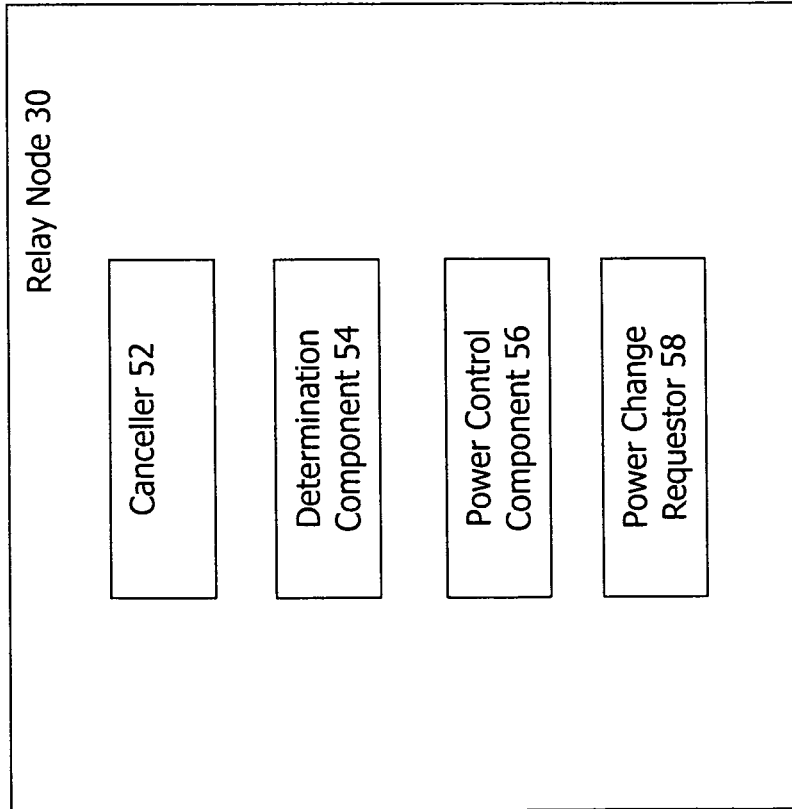 Relay Node 30
Canceller 52
Determination
Component 54
Power Control
Component 56
Power Change
Requestor 58